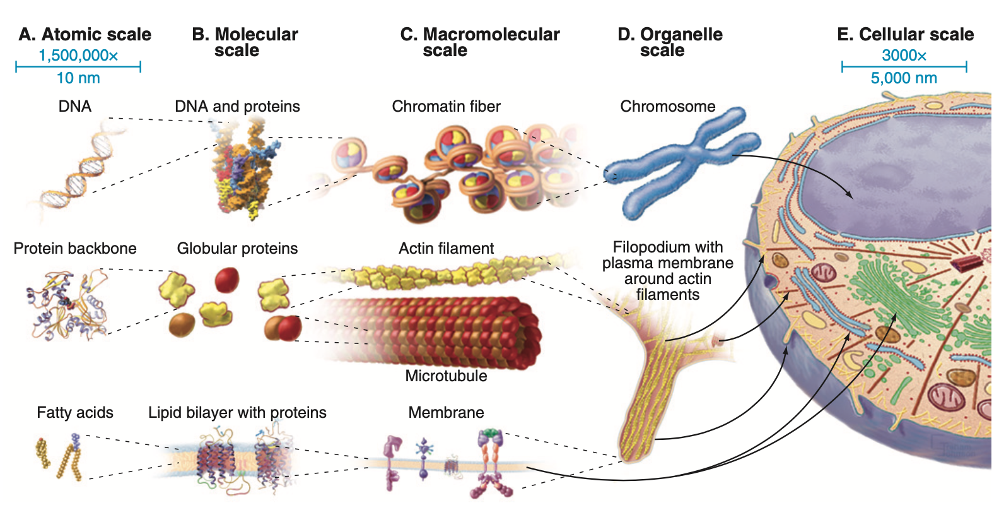 A. Atomic scale
1,500,000×
10 nm
B. Molecular
scale
C. Macromolecular
scale
D. Organelle
scale
E. Cellular scale
3000×
5,000 nm
DNA
DNA and proteins
Chromatin fiber
Chromosome
Protein backbone
Globular proteins
Actin filament
Filopodium with
plasma membrane
around actin
filaments
Microtubule
Fatty acids
Lipid bilayer with proteins
Membrane